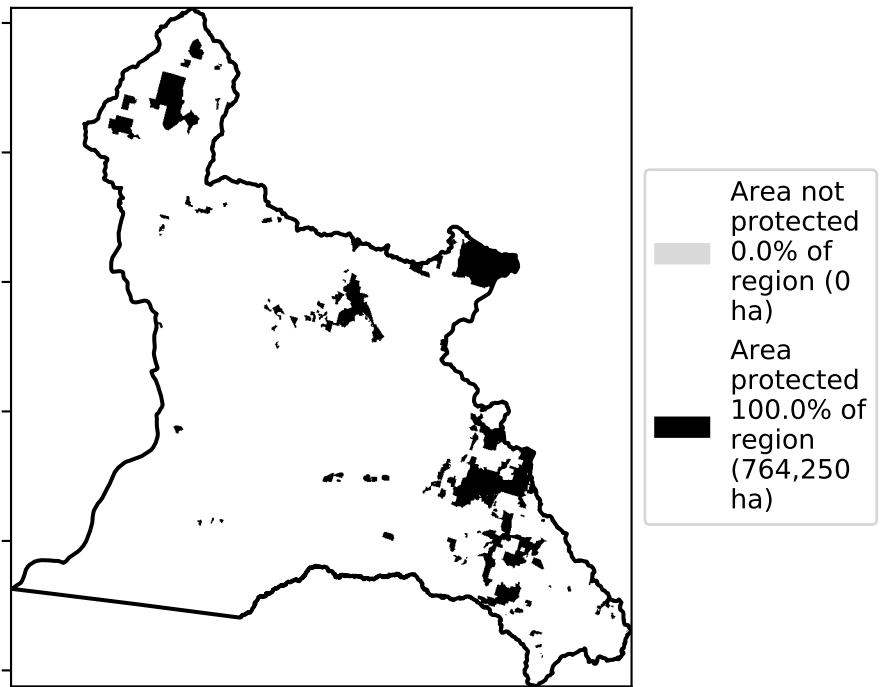 Area not
protected
0.0% of
region (0
ha)
Area
protected
100.0% of
region
(764,250
ha)